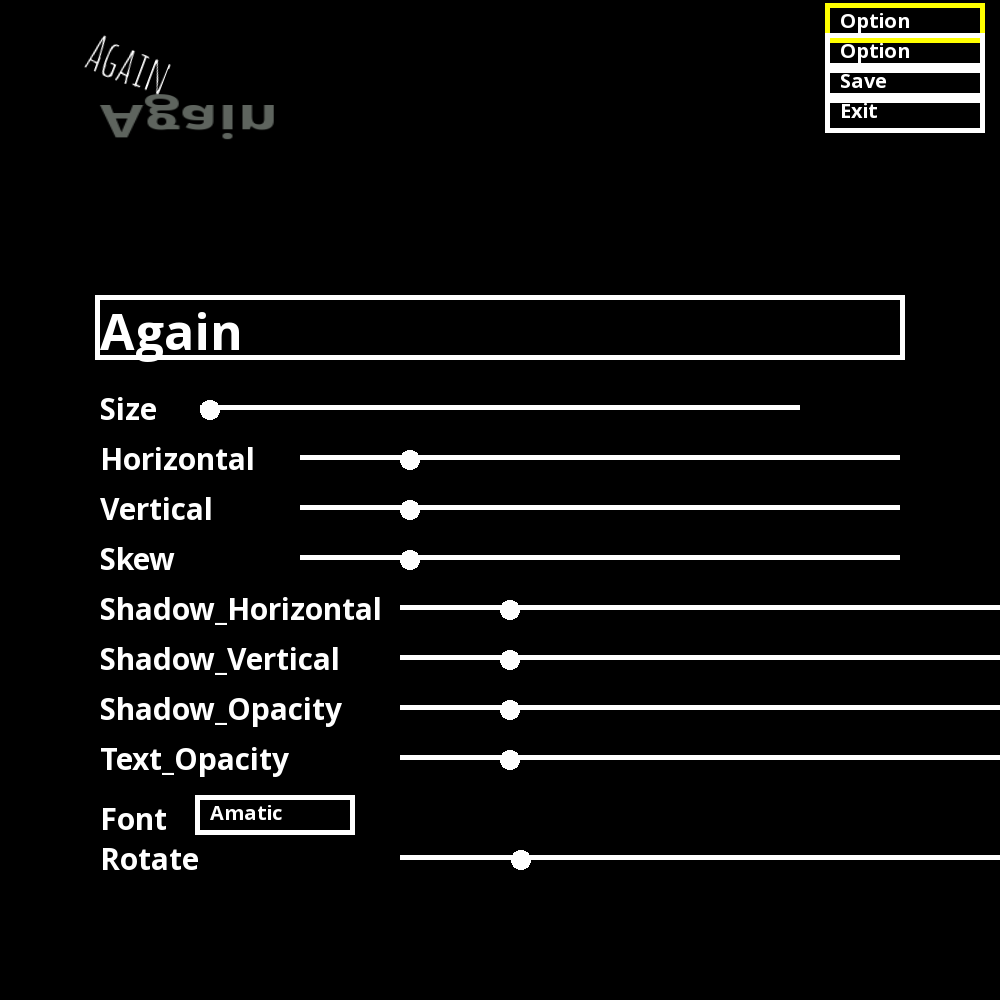 Option
Option
Save
Exit
AGAIN
Again
Again
Size
Horizontal
Vertical
Skew
Shadow_Horizontal
Shadow_Vertical
Shadow_Opacity
Text_Opacity
Font Amatic
Rotate